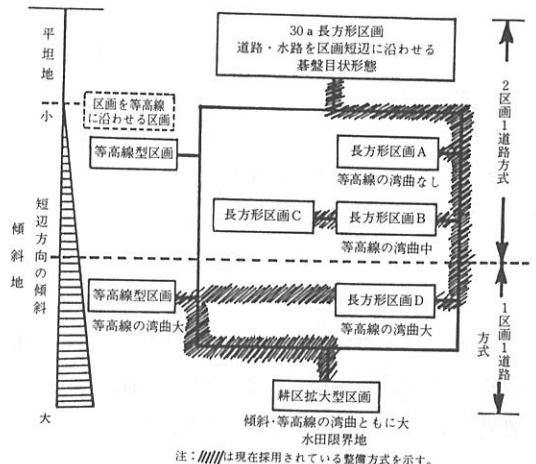 平坦地
30a長方形区画
道路・水路を区画短辺に沿わせる
碁盤目状形態
2区画1道路方式
小
区画を等高線
に沿わせる区画
等高線型区画
長方形区画A
等高線の湾曲なし
長方形区画C
長方形区画B
等高線の湾曲中
傾斜地
短辺方向の傾斜
等高線型区画
等高線の湾曲大
長方形区画D
等高線の湾曲大
1区画1道路
方式
耕区拡大型区画
傾斜・等高線の湾曲ともに大
水田限界地
大
注://///は現在採用されている整備方式を示す。